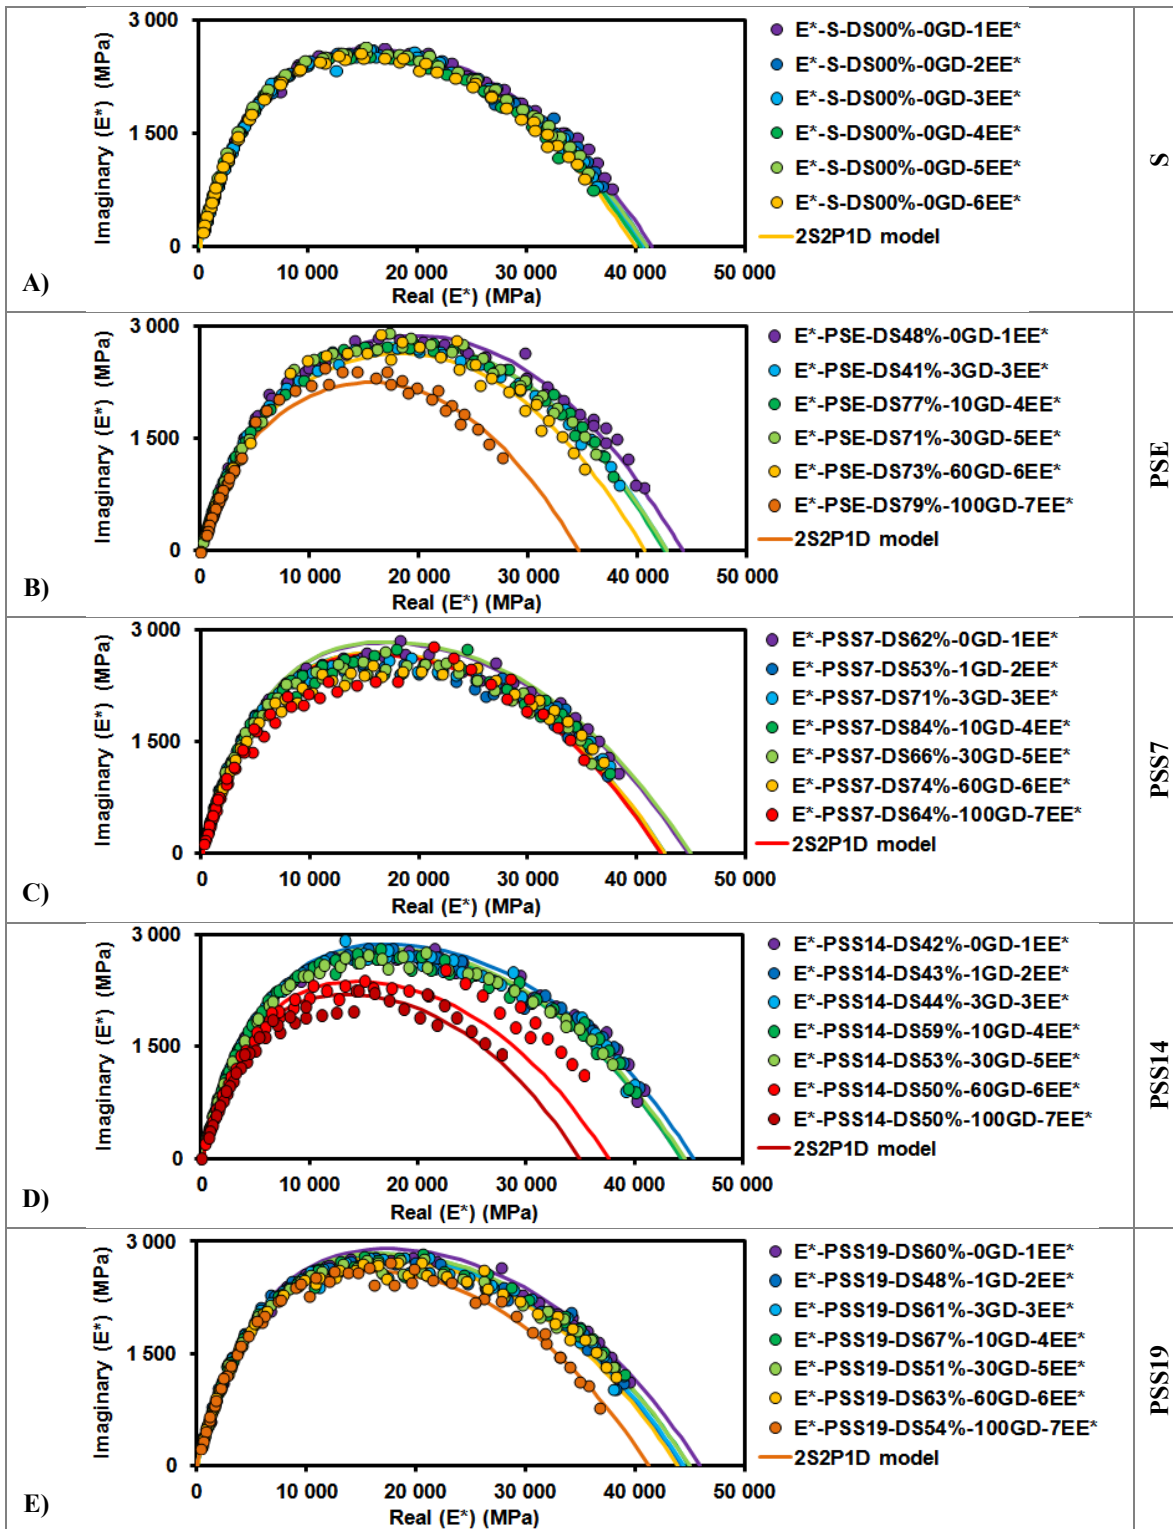 3 000
1 500
0
Imaginary (E*) (MPa)
0 10 000 20 000 30 000 40 000 50 000
Real (E*) (MPa)
E*-S-DS00%-0GD-1EE*
E*-S-DS00%-0GD-2EE*
E*-S-DS00%-0GD-3EE*
E*-S-DS00%-0GD-4EE*
E*-S-DS00%-0GD-5EE*
E*-S-DS00%-0GD-6EE*
2S2P1D model
S
A)
3 000
1 500
0
Imaginary (E*) (MPa)
0 10 000 20 000 30 000 40 000 50 000
Real (E*) (MPa)
E*-PSE-DS48%-0GD-1EE*
E*-PSE-DS41%-3GD-3EE*
E*-PSE-DS77%-10GD-4EE*
E*-PSE-DS71%-30GD-5EE*
E*-PSE-DS73%-60GD-6EE*
E*-PSE-DS79%-100GD-7EE*
2S2P1D model
PSE
B)
3 000
1 500
0
Imaginary (E*) (MPa)
0 10 000 20 000 30 000 40 000 50 000
Real (E*) (MPa)
E*-PSS7-DS62%-0GD-1EE*
E*-PSS7-DS53%-1GD-2EE*
E*-PSS7-DS71%-3GD-3EE*
E*-PSS7-DS84%-10GD-4EE*
E*-PSS7-DS66%-30GD-5EE*
E*-PSS7-DS74%-60GD-6EE*
E*-PSS7-DS64%-100GD-7EE*
2S2P1D model
PSS7
C)
3 000
1 500
0
Imaginary (E*) (MPa)
0 10 000 20 000 30 000 40 000 50 000
Real (E*) (MPa)
E*-PSS14-DS42%-0GD-1EE*
E*-PSS14-DS43%-1GD-2EE*
E*-PSS14-DS44%-3GD-3EE*
E*-PSS14-DS59%-10GD-4EE*
E*-PSS14-DS53%-30GD-5EE*
E*-PSS14-DS50%-60GD-6EE*
E*-PSS14-DS50%-100GD-7EE*
2S2P1D model
PSS14
D)
3 000
1 500
0
Imaginary (E*) (MPa)
0 10 000 20 000 30 000 40 000 50 000
Real (E*) (MPa)
E*-PSS19-DS60%-0GD-1EE*
E*-PSS19-DS48%-1GD-2EE*
E*-PSS19-DS61%-3GD-3EE*
E*-PSS19-DS67%-10GD-4EE*
E*-PSS19-DS51%-30GD-5EE*
E*-PSS19-DS63%-60GD-6EE*
E*-PSS19-DS54%-100GD-7EE*
2S2P1D model
PSS19
E)